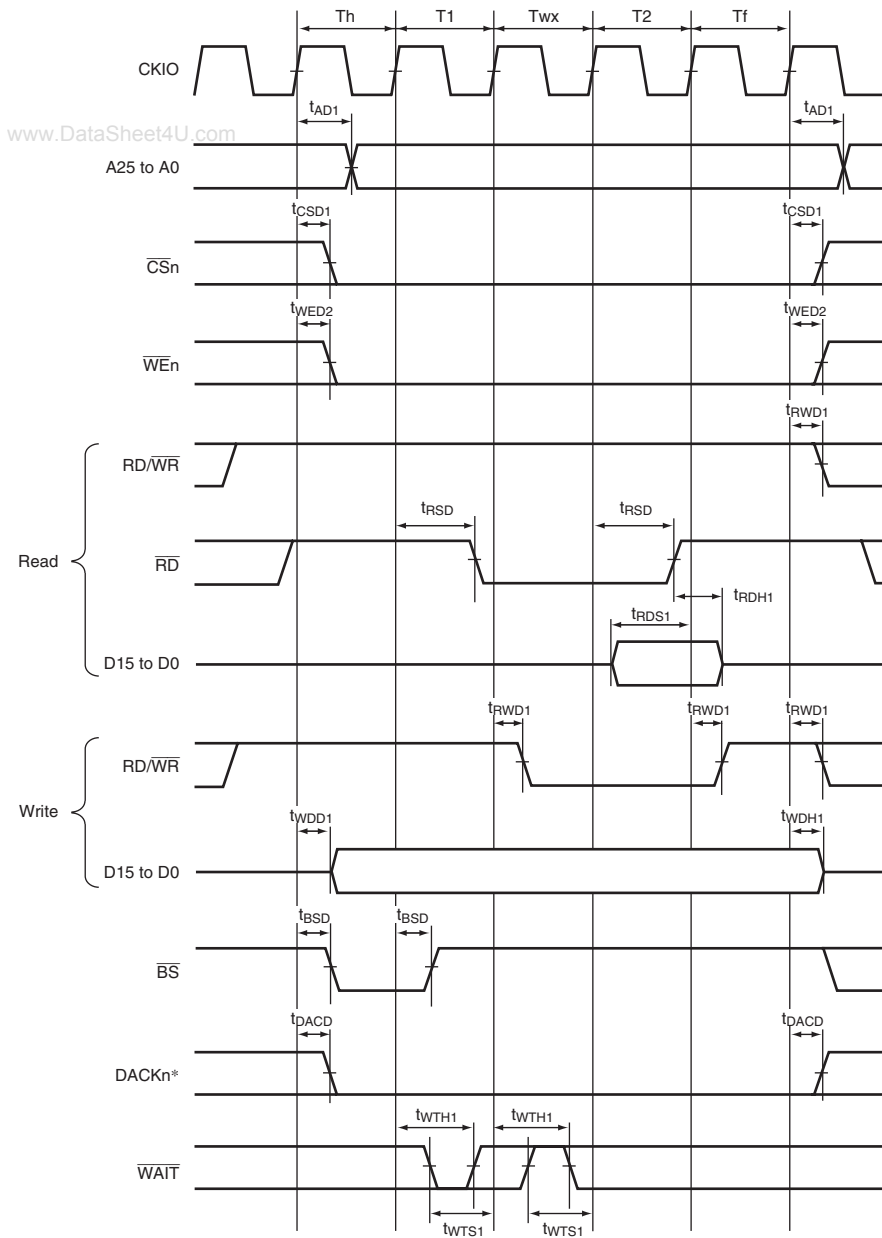 Th T1 Twx T2 Tf
CKIO
tAD1 tAD1
www.DataSheet4U.com
A25 to A0
tCSD1 tCSD1
CSn
tWED2 tWED2
WEn
tRWD1
RD/WR
tRSD tRSD
Read
RD
tRDH1
tRDS1
D15 to D0
tRWD1 tRWD1 tRWD1
RD/WR
Write
tWDD1 tWDH1
D15 to D0
tBSD tBSD
BS
tDACD tDACD
DACKn*
tWTH1 tWTH1
WAIT
tWTS1 tWTS1